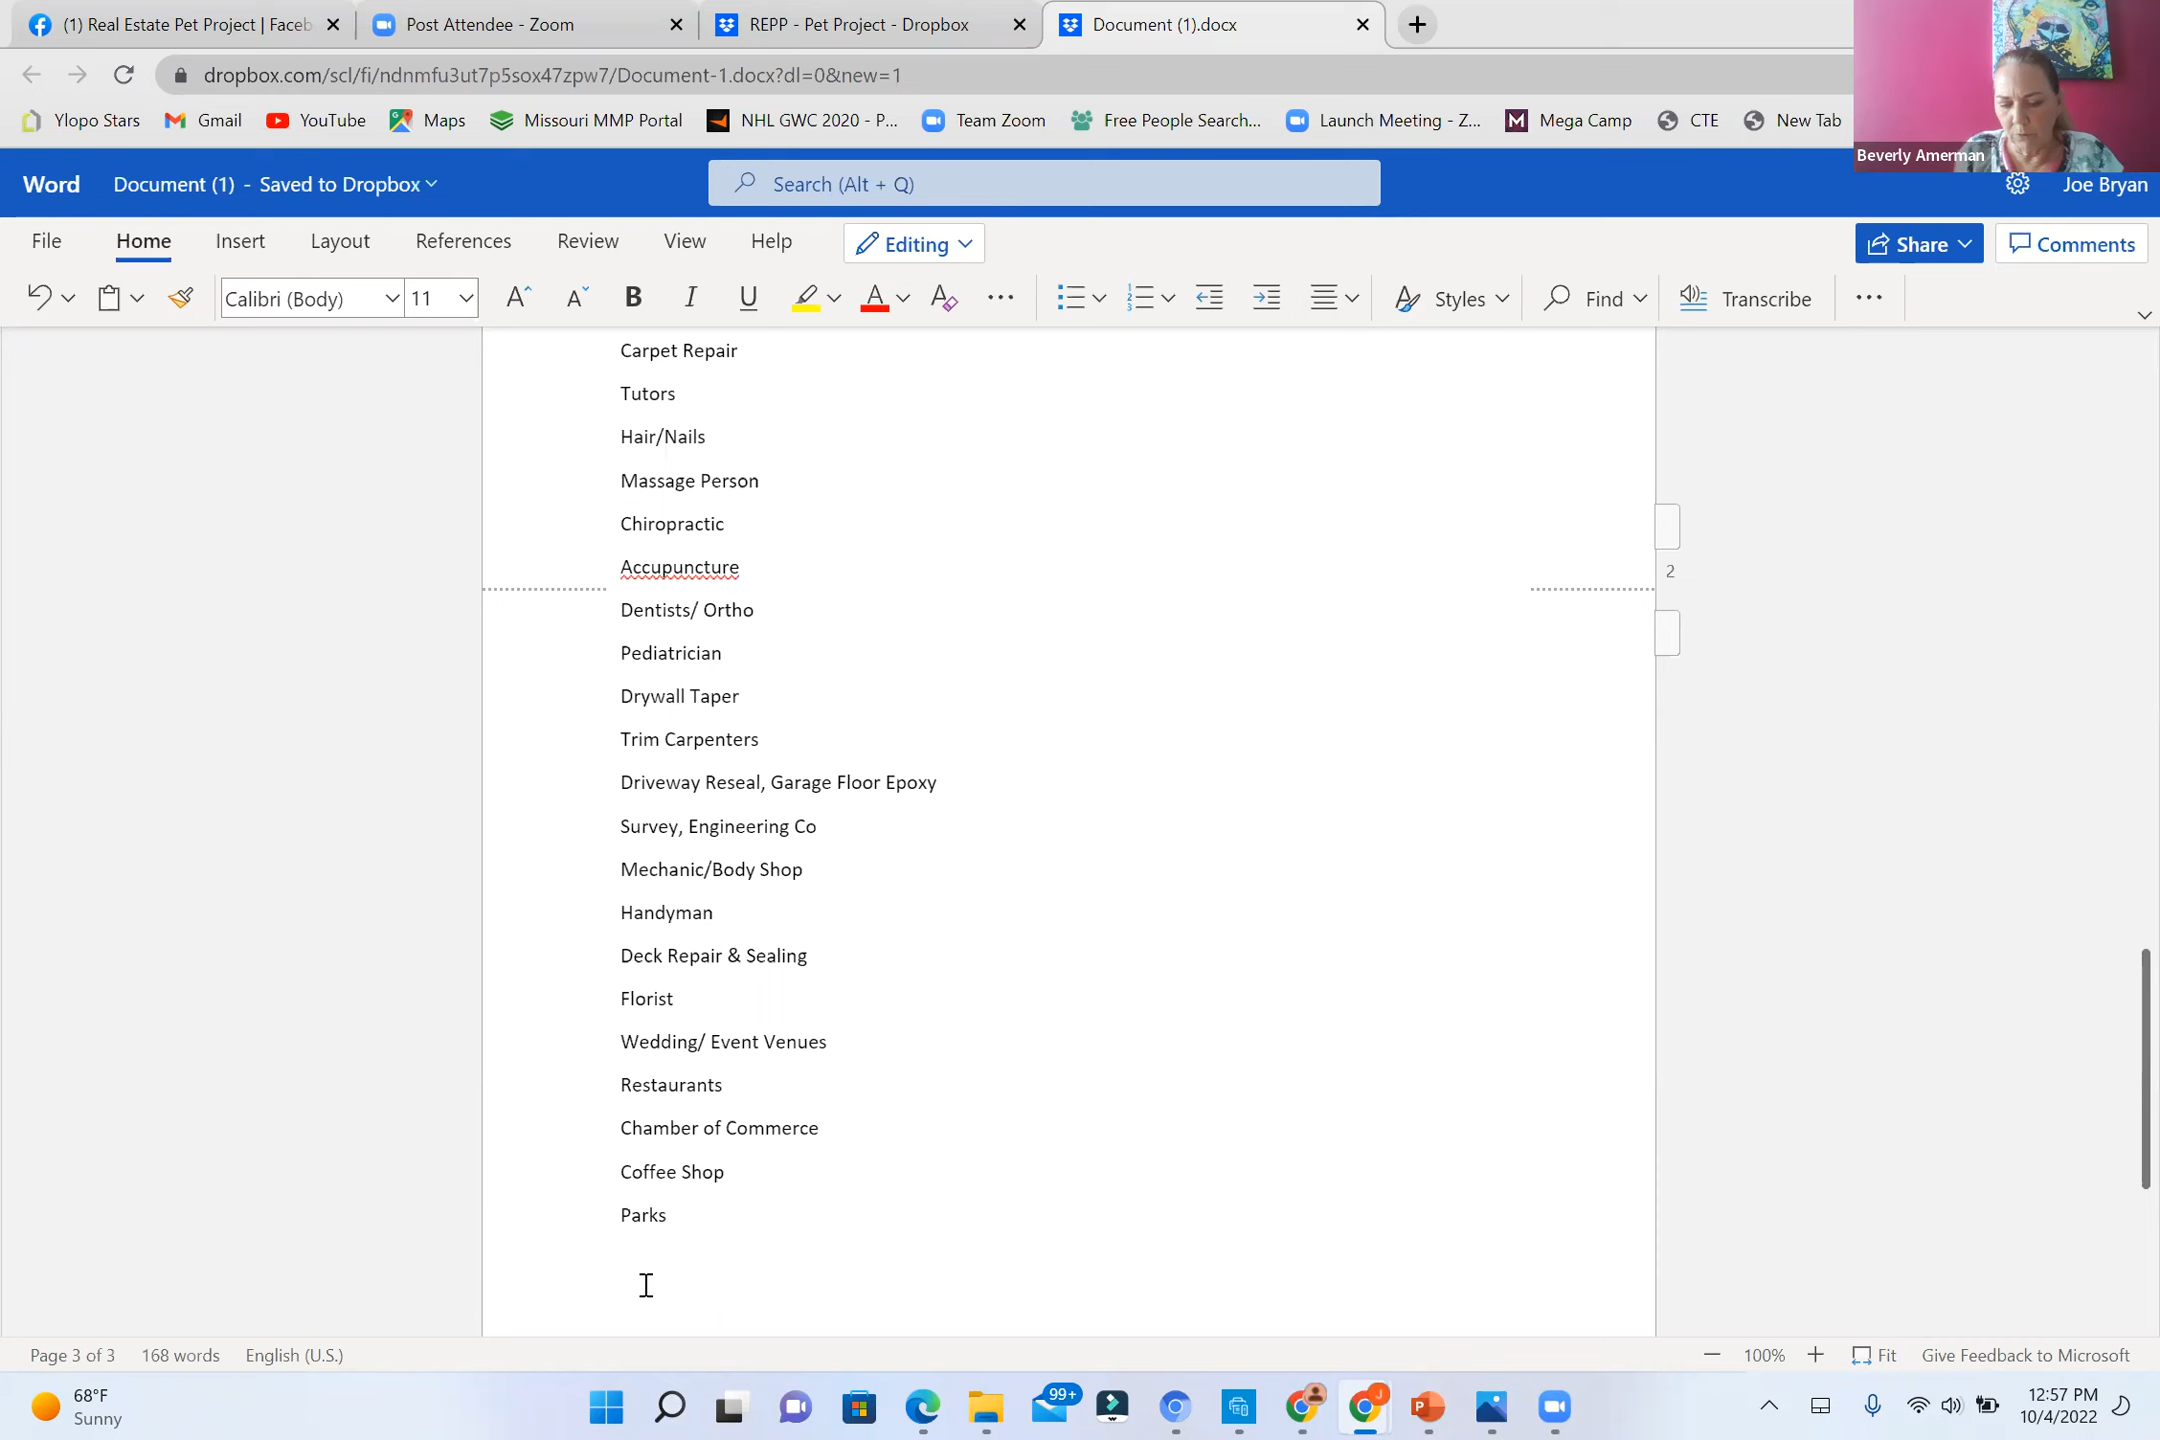 (1) Real Estate Pet Project | Faceb
Post Attendee - Zoom
REPP - Pet Project - Dropbox
Document (1).docx
dropbox.com/scl/fi/ndnmfu3ut7p5sox47zpw7/Document-1.docx?dl=0&new=1
Ylopo Stars
Gmail
YouTube
Maps
Missouri MMP Portal
NHL GWC 2020 - P...
Team Zoom
Free People Search...
Launch Meeting - Z...
Mega Camp
CTE
New Tab
Beverly Amerman
Word
Document (1) - Saved to Dropbox
Search (Alt + Q)
Joe Bryan
File
Home
Insert
Layout
References
Review
View
Help
Editing
Share
Comments
Calibri (Body)
11
Styles
Find
Transcribe
Carpet Repair
Tutors
Hair/Nails
Massage Person
Chiropractic
Accupuncture
2
Dentists/ Ortho
Pediatrician
Drywall Taper
Trim Carpenters
Driveway Reseal, Garage Floor Epoxy
Survey, Engineering Co
Mechanic/Body Shop
Handyman
Deck Repair & Sealing
Florist
Wedding/ Event Venues
Restaurants
Chamber of Commerce
Coffee Shop
Parks
Page 3 of 3
168 words
English (U.S.)
100%
Fit
Give Feedback to Microsoft
68°F
Sunny
99+
J
12:57 PM
10/4/2022